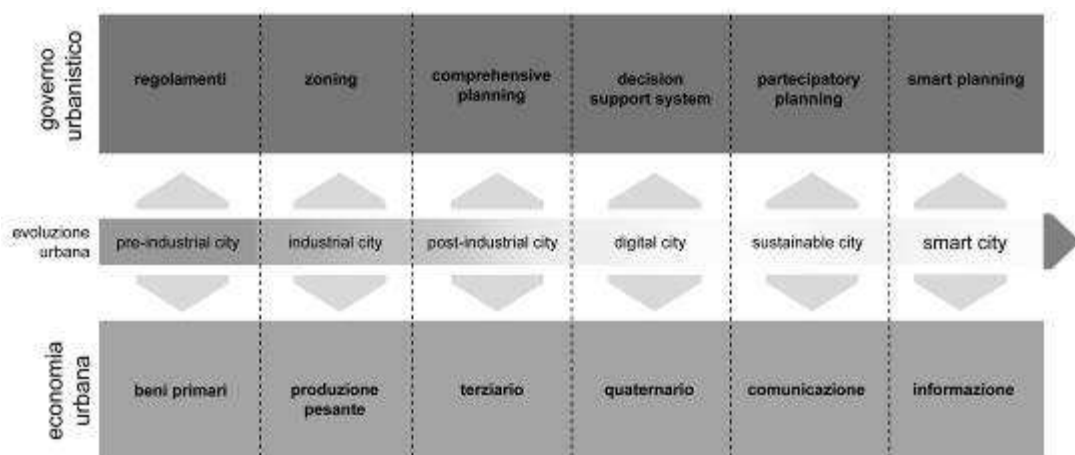 governo
urbanistico
regolamenti
zoning
comprehensive
planning
decision
support system
partecipatory
planning
smart planning
evoluzione
urbana
pre-industrial city
industrial city
post-industrial city
digital city
sustainable city
smart city
economia
urbana
beni primari
produzione
pesante
terziario
quaternario
comunicazione
informazione